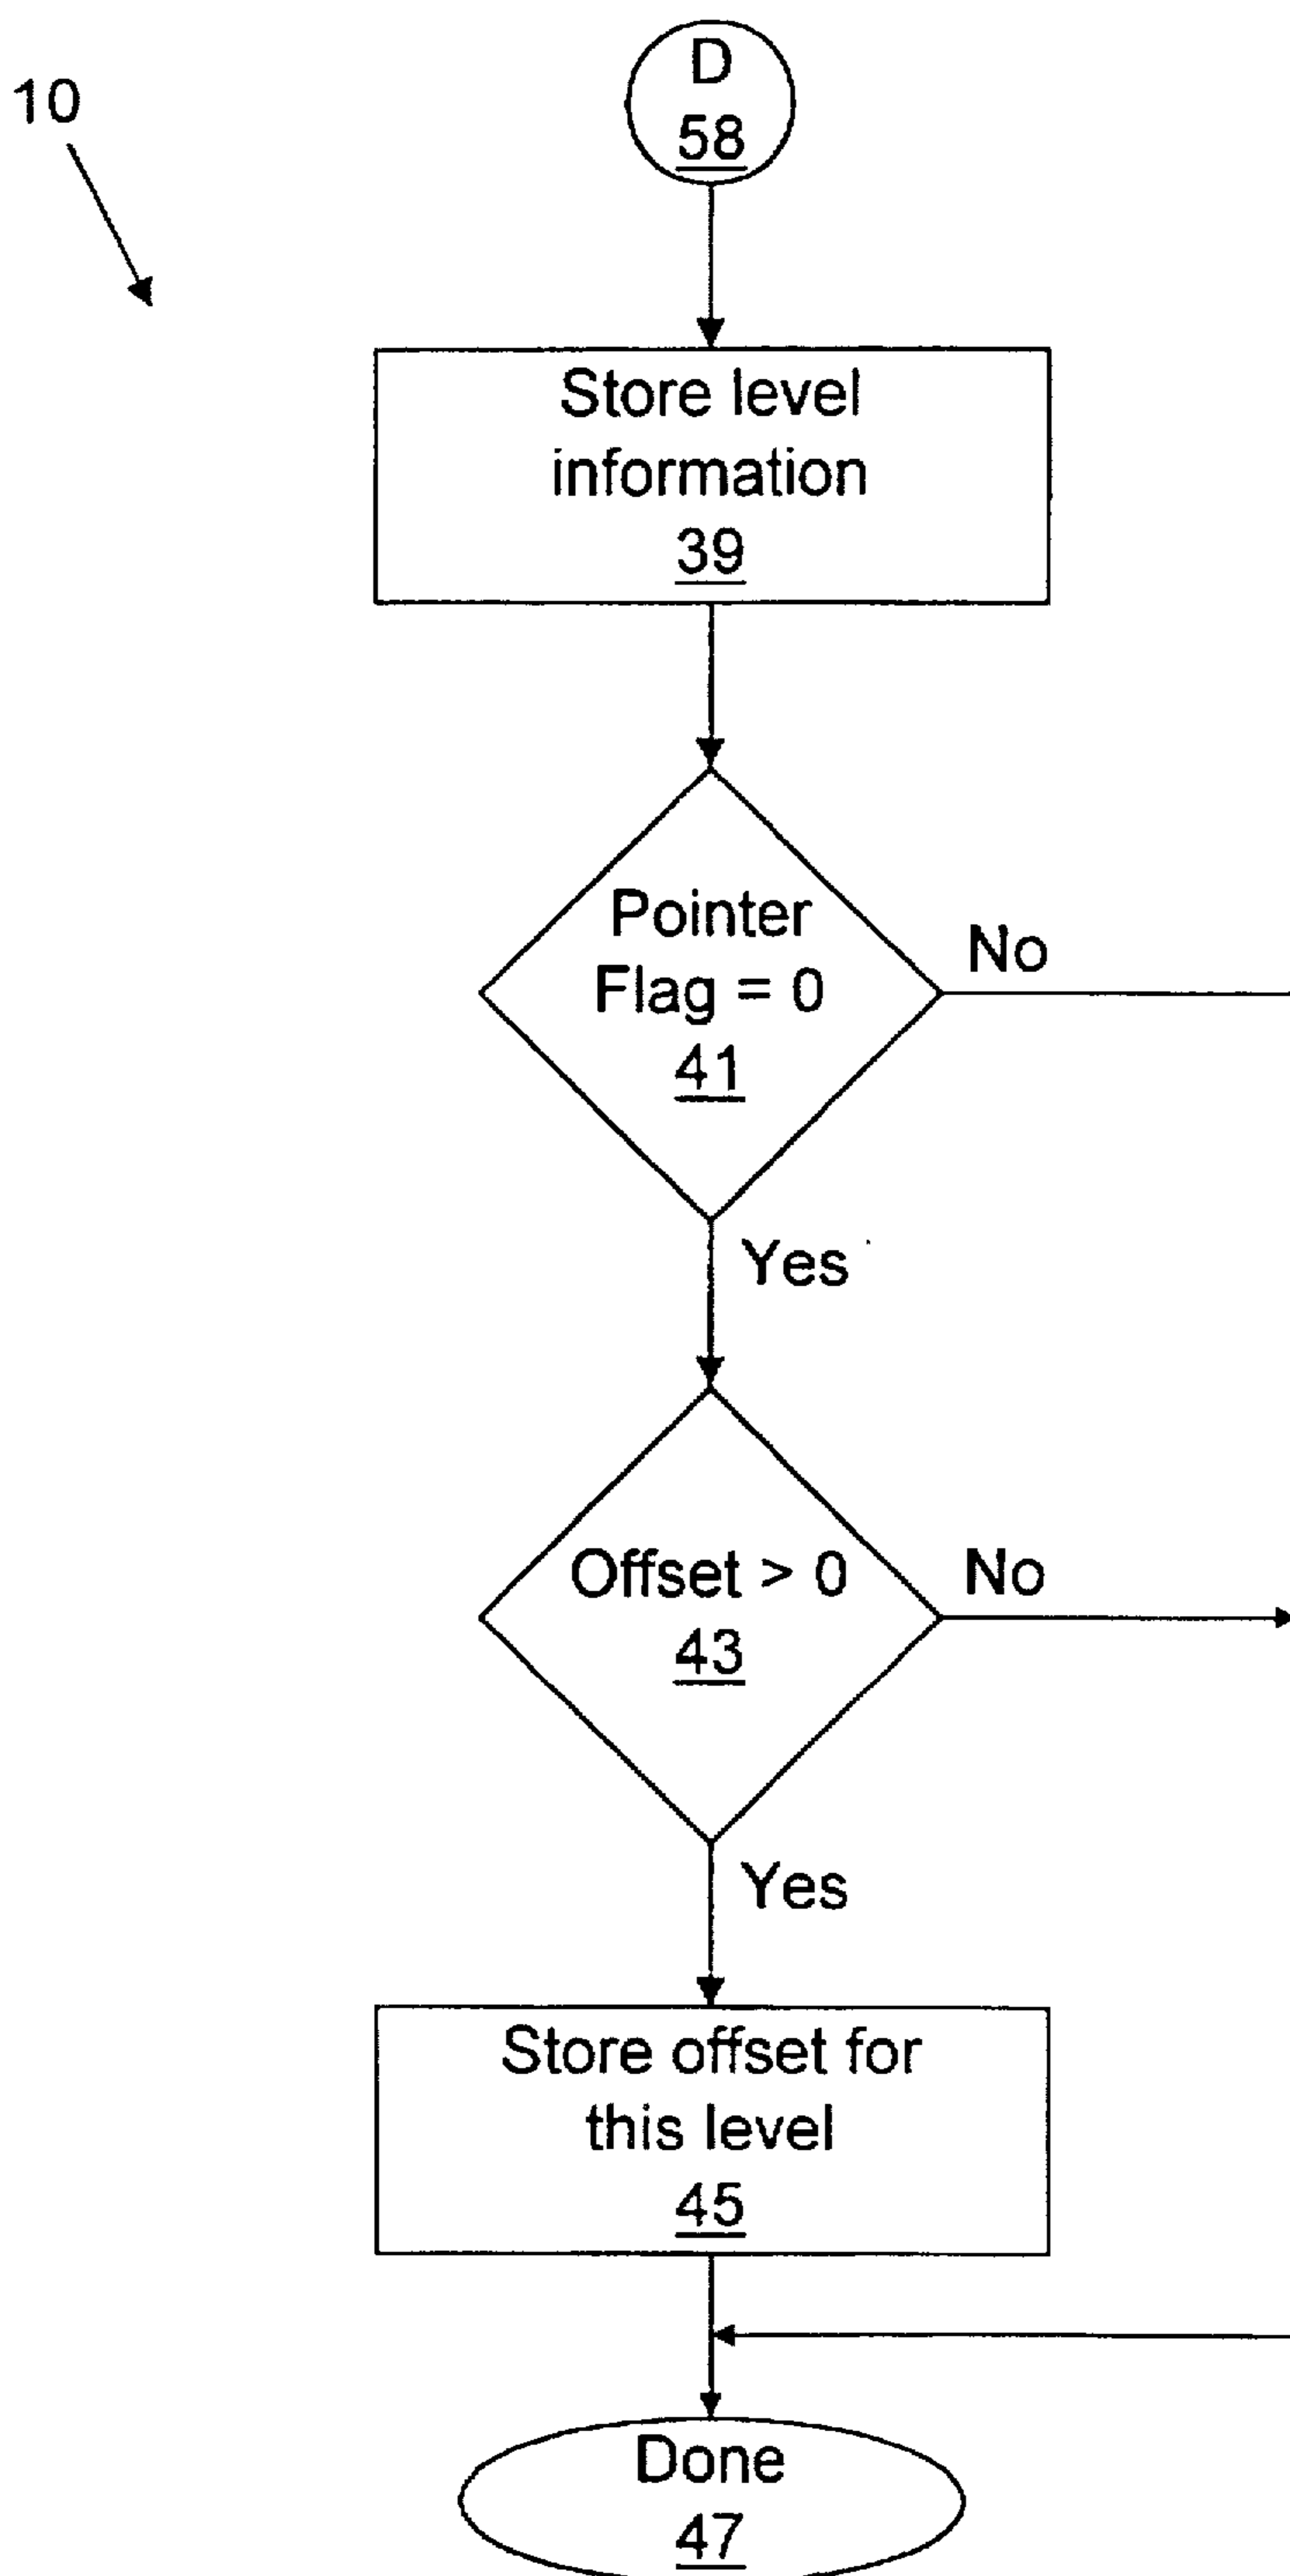 10
D
58
Store level
information
39
Pointer
Flag = 0
41
No
Yes
Offset > 0
43
No
Yes
Store offset for
this level
45
Done
47